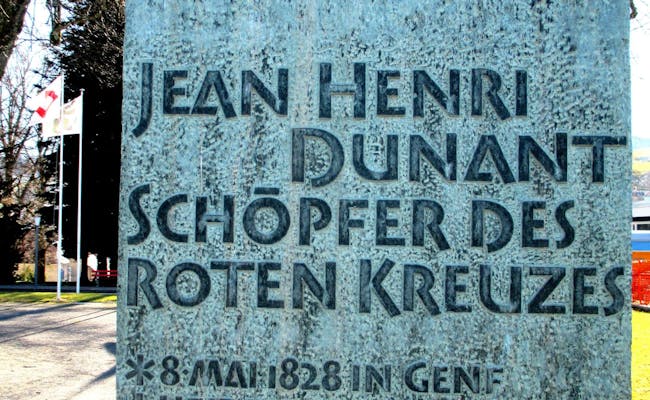 JEAN HENRI
DUNANT
SCHÖPFER DES
ROTEN KREUZES
* 8·MAI 1828 IN GENF